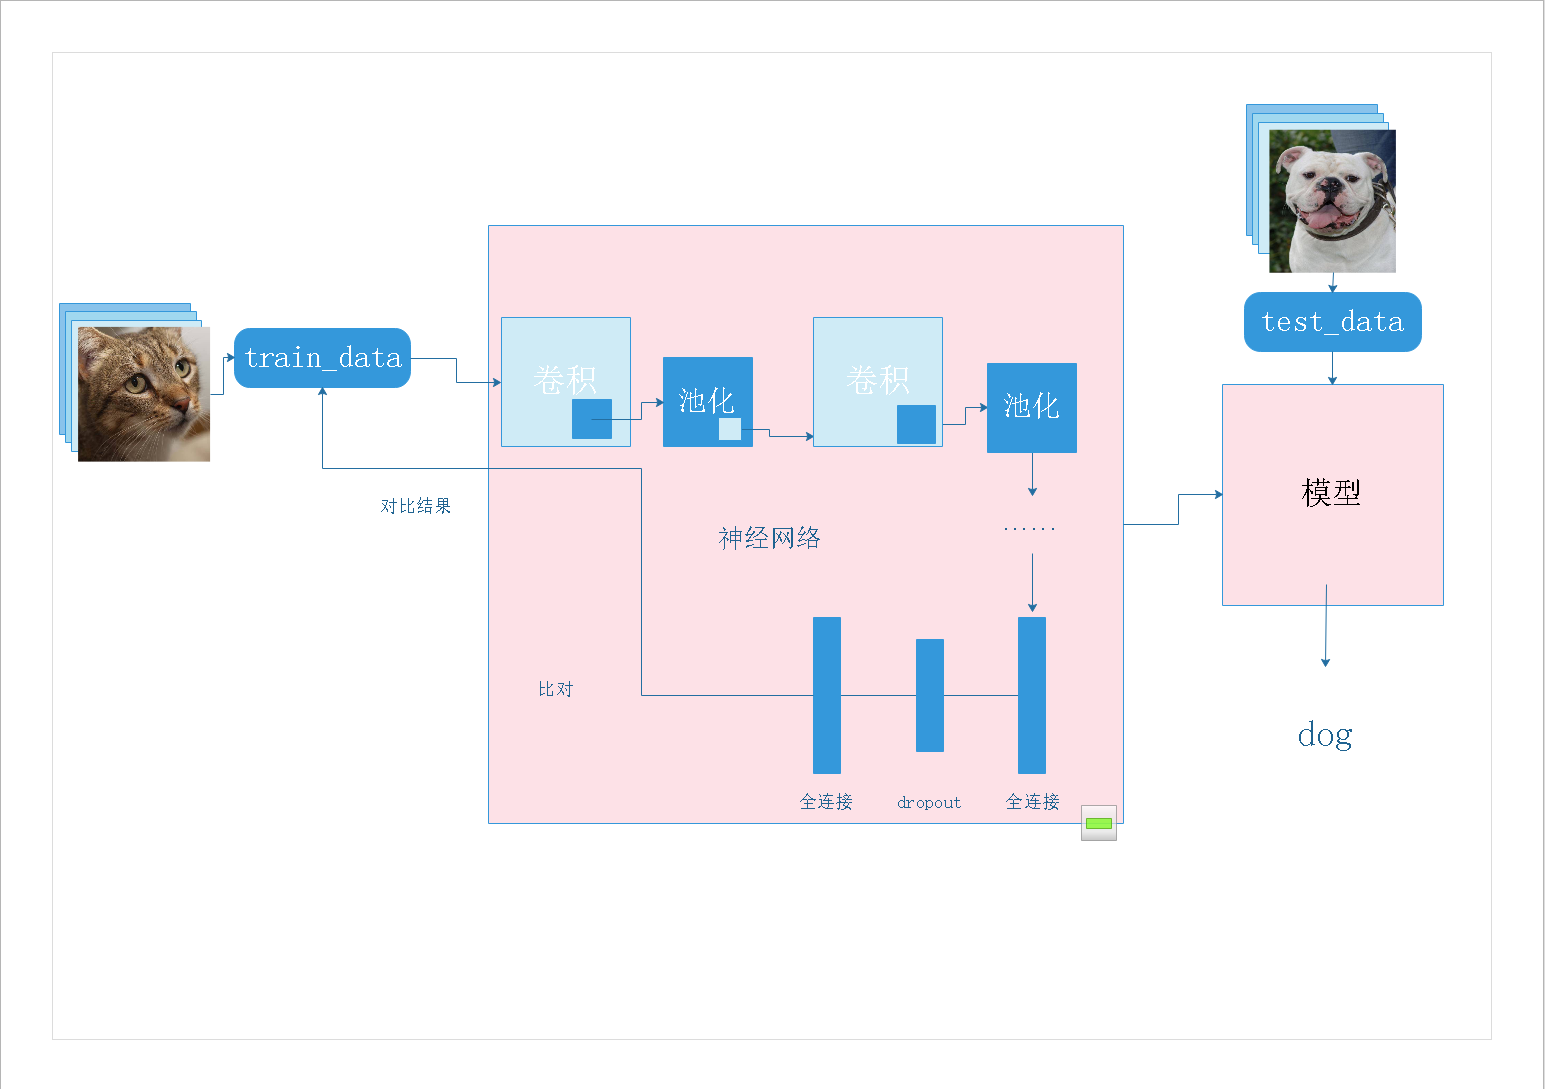 test_data
train_data
卷积
池化
卷积
池化
模型
对比结果
神经网络
······
比对
dog
全连接
dropout
全连接